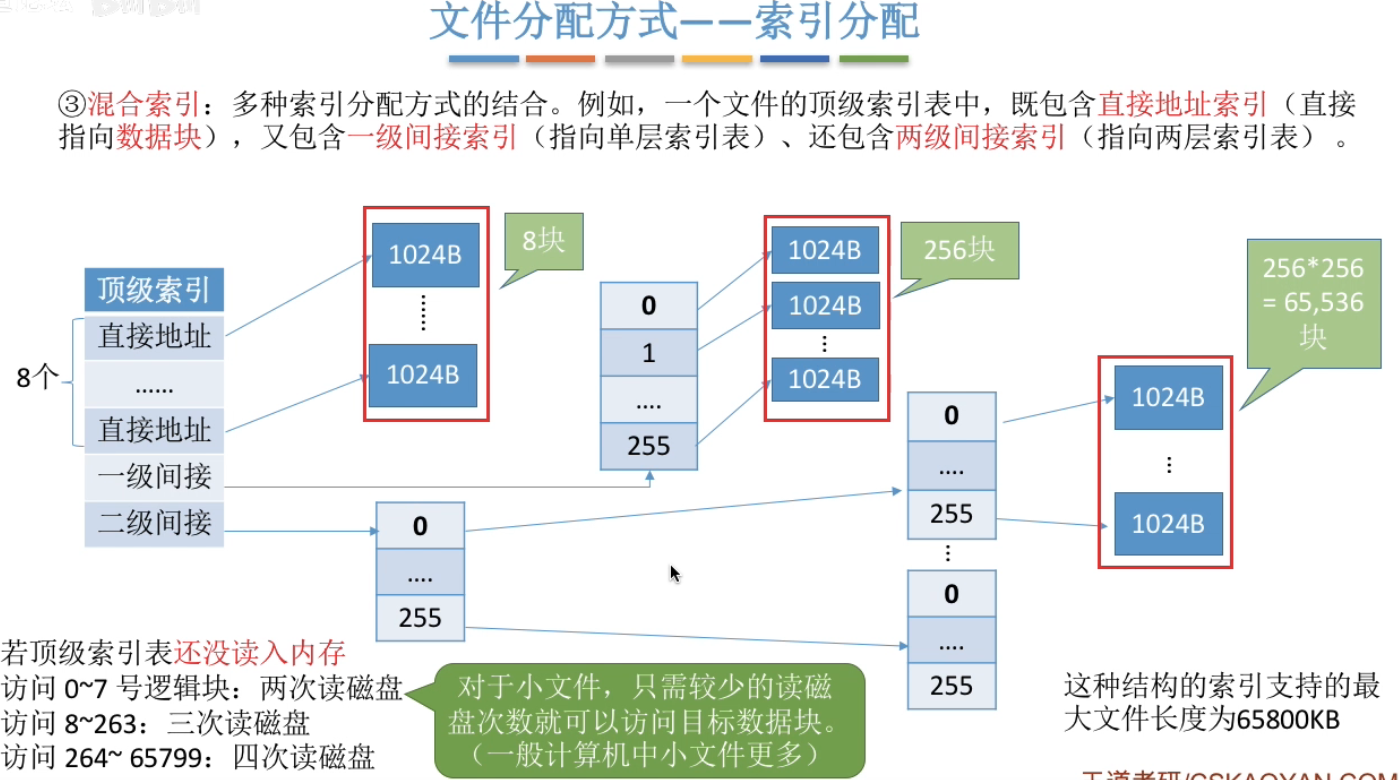 文件分配方式——索引分配
③混合索引：多种索引分配方式的结合。例如，一个文件的顶级索引表中，既包含直接地址索引（直接
指向数据块），又包含一级间接索引（指向单层索引表）、还包含两级间接索引（指向两层索引表）。
8个
顶级索引
直接地址
......
直接地址
一级间接
二级间接
1024B
1024B
8块
0
1
....
255
1024B
1024B
1024B
256块
0
....
255
0
....
255
0
....
255
1024B
1024B
256*256
= 65,536
块
若顶级索引表还没读入内存
访问 0~7 号逻辑块：两次读磁盘
访问 8~263：三次读磁盘
访问 264~ 65799：四次读磁盘
对于小文件，只需较少的读磁
盘次数就可以访问目标数据块。
（一般计算机中小文件更多）
这种结构的索引支持的最
大文件长度为65800KB
王道考研/CSKAOYAN.COM